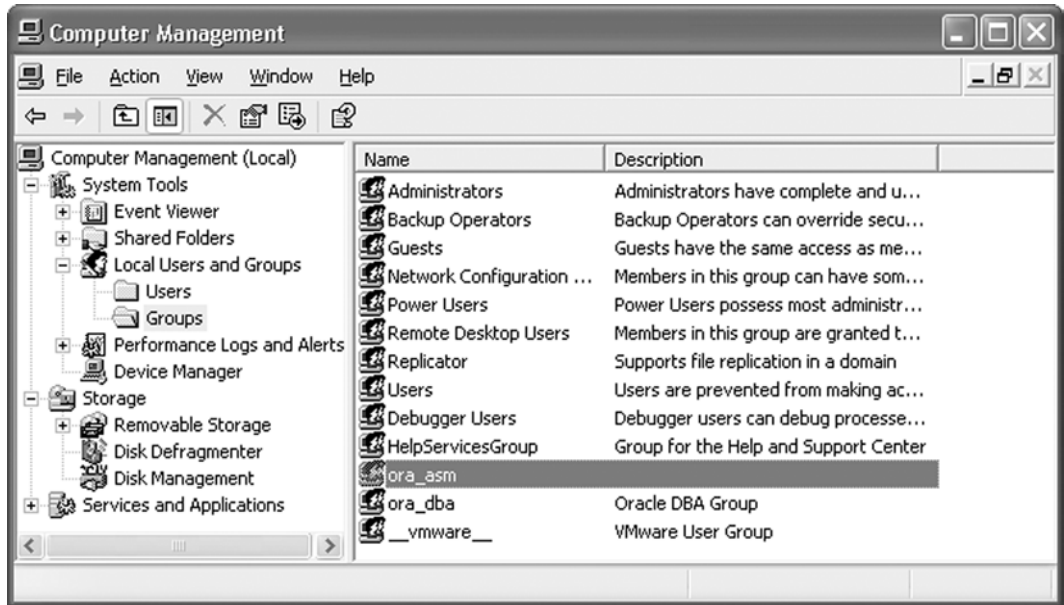 Computer Management
File Action View Window Help
Computer Management (Local)
System Tools
Event Viewer
Shared Folders
Local Users and Groups
Users
Groups
Performance Logs and Alerts
Device Manager
Storage
Removable Storage
Disk Defragmenter
Disk Management
Services and Applications
Name Description
Administrators Administrators have complete and u...
Backup Operators Backup Operators can override secu...
Guests Guests have the same access as me...
Network Configuration ... Members in this group can have som...
Power Users Power Users possess most administr...
Remote Desktop Users Members in this group are granted t...
Replicator Supports file replication in a domain
Users Users are prevented from making ac...
Debugger Users Debugger users can debug processe...
HelpServicesGroup Group for the Help and Support Center
ora_asm
ora_dba Oracle DBA Group
__vmware__ VMware User Group